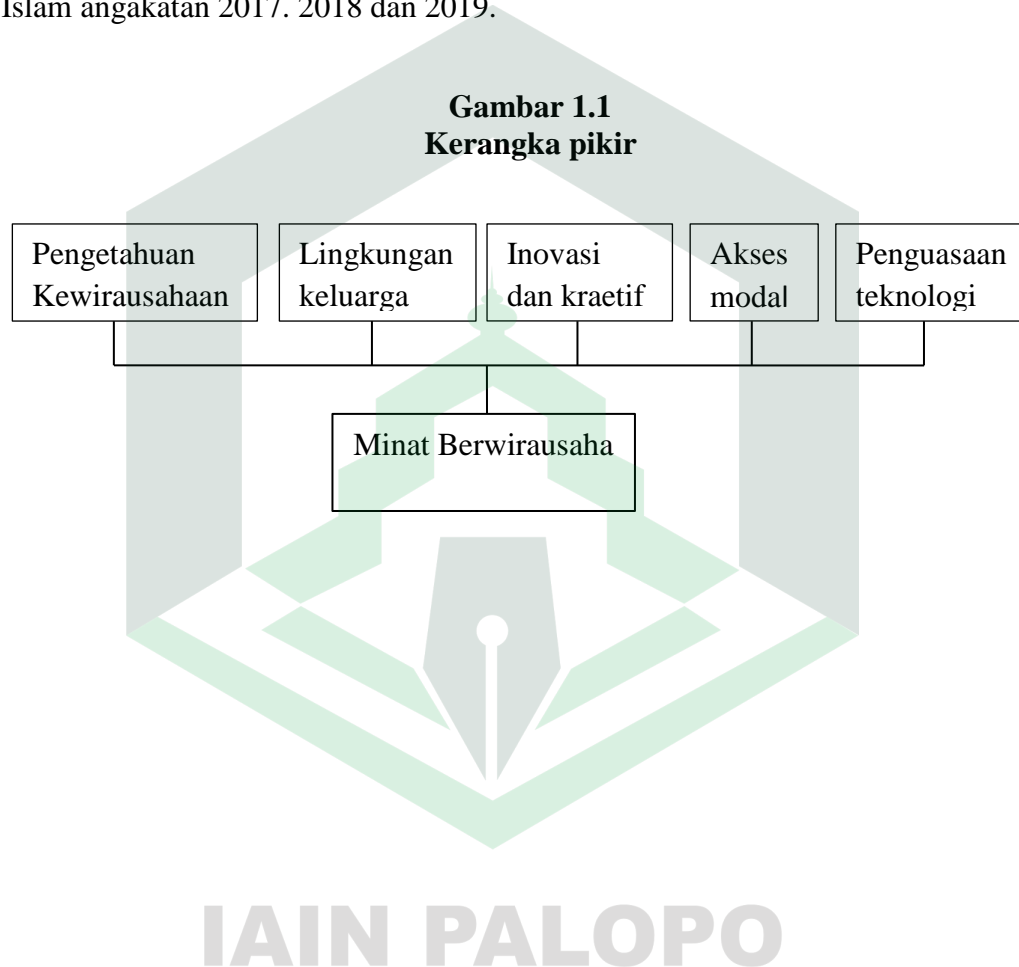 Islam angakatan 2017. 2018 dan 2019.
Gambar 1.1
Kerangka pikir
Pengetahuan
Kewirausahaan
Lingkungan
keluarga
Inovasi
dan kraetif
Akses
modal
Penguasaan
teknologi
Minat Berwirausaha
IAIN PALOPO